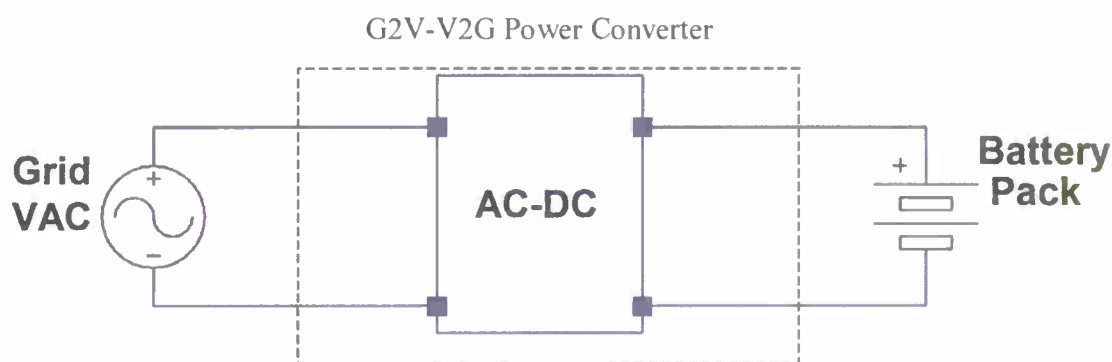 G2V-V2G Power Converter
Grid
VAC
+
−
AC-DC
+
Battery
Pack